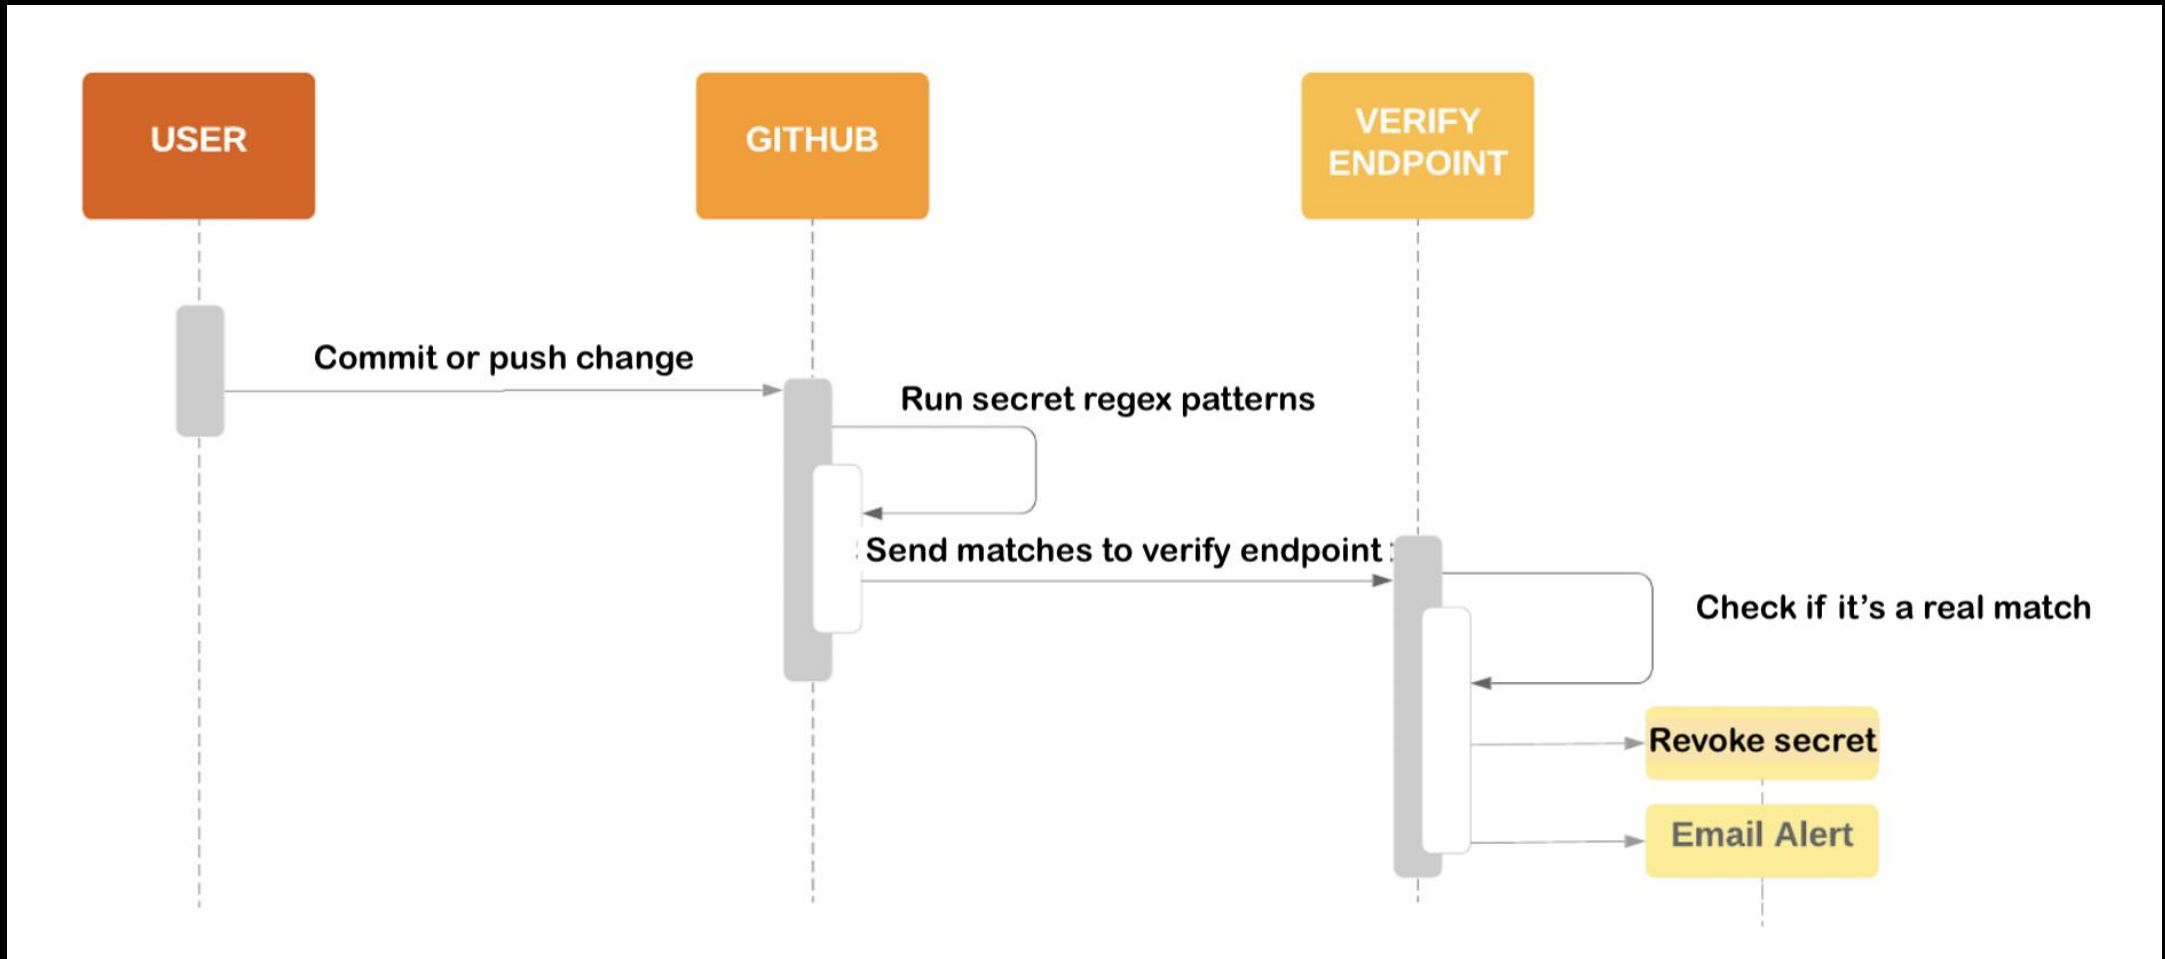 USER
GITHUB
VERIFY
ENDPOINT
Commit or push change
Run secret regex patterns
Send matches to verify endpoint
Check if it’s a real match
Revoke secret
Email Alert